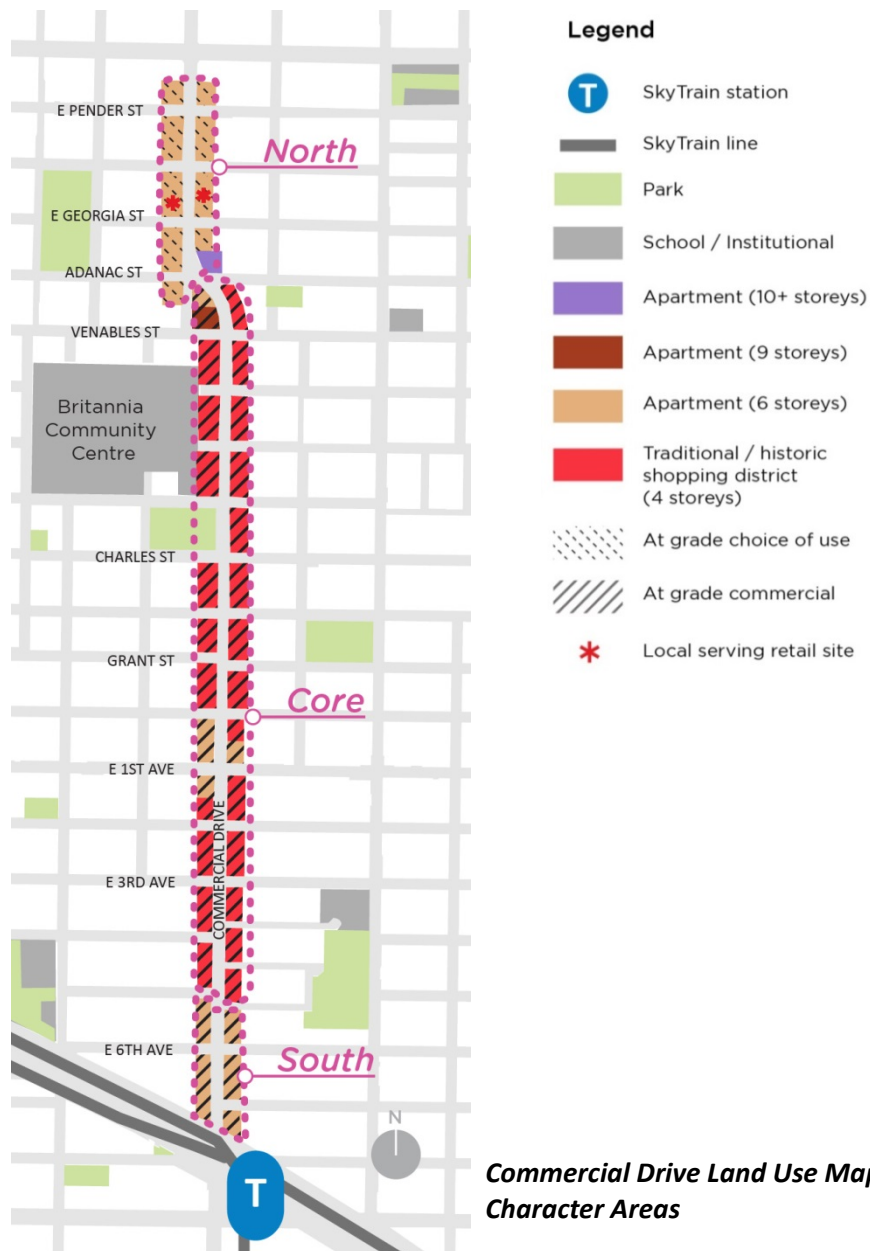 E PENDER ST
North
E GEORGIA ST
ADANAC ST
VENABLES ST
Britannia
Community
Centre
CHARLES ST
GRANT ST
Core
E 1ST AVE
COMMERCIAL DRIVE
E 3RD AVE
E 6TH AVE
South
N
T
Legend
T
SkyTrain station
SkyTrain line
Park
School / Institutional
Apartment (10+ storeys)
Apartment (9 storeys)
Apartment (6 storeys)
Traditional / historic
shopping district
(4 storeys)
At grade choice of use
At grade commercial
Local serving retail site
Commercial Drive Land Use Map
Character Areas